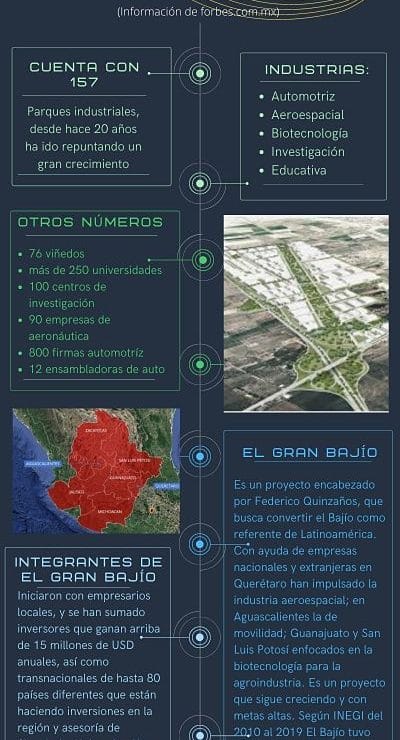 (Información de forbes.com.mx)
CUENTA CON
157
Parques industriales,
desde hace 20 años
ha ido repuntando un
gran crecimiento
INDUSTRIAS:
• Automotriz
• Aeroespacial
• Biotecnología
• Investigación
• Educativa
OTROS NÚMEROS
• 76 viñedos
• más de 250 universidades
• 100 centros de
investigación
• 90 empresas de
aeronáutica
• 800 firmas automotríz
• 12 ensambladoras de auto
ZACATECAS
AGUASCALIENTES
SAN LUIS POTOSÍ
GUANAJUATO
JALISCO
QUERÉTARO
MICHOACÁN
EL GRAN BAJÍO
Es un proyecto encabezado
por Federico Quinzaños, que
busca convertir el Bajío como
referente de Latinoamérica.
Con ayuda de empresas
nacionales y extranjeras en
Querétaro han impulsado la
industria aeroespacial; en
Aguascalientes la de
movilidad; Guanajuato y San
Luis Potosí enfocados en la
biotecnología para la
agroindustria. Es un proyecto
que sigue creciendo y con
metas altas. Según INEGI del
2010 al 2019 El Bajío tuvo
INTEGRANTES DE
EL GRAN BAJÍO
Iniciaron con empresarios
locales, y se han sumado
inversores que ganan arriba
de 15 millones de USD
anuales, así como
transnacionales de hasta 80
países diferentes que están
haciendo inversiones en la
región y asesoría de